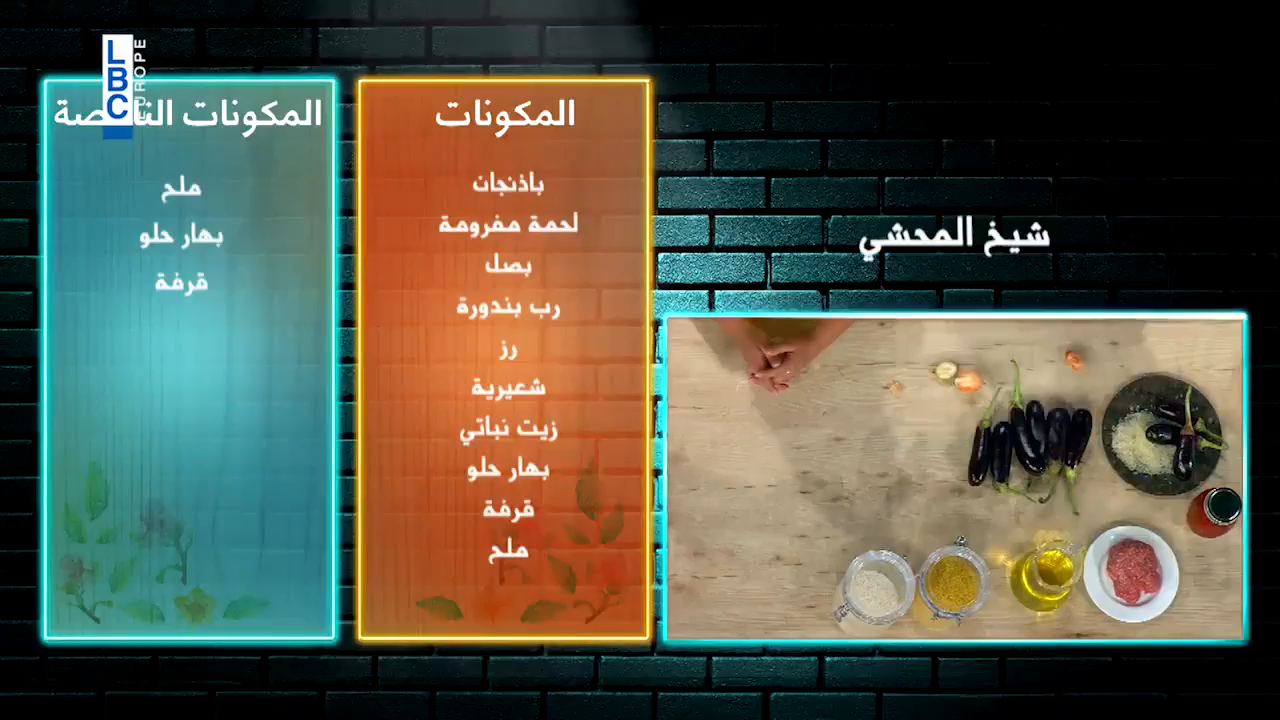 LBC
EUROPE
شيخ المحشي
المكونات
باذنجان
لحمة مفرومة
بصل
رب بندورة
رز
شعيرية
زيت نباتي
بهار حلو
قرفة
ملح
المكونات
ملح
بهار حلو
قرفة